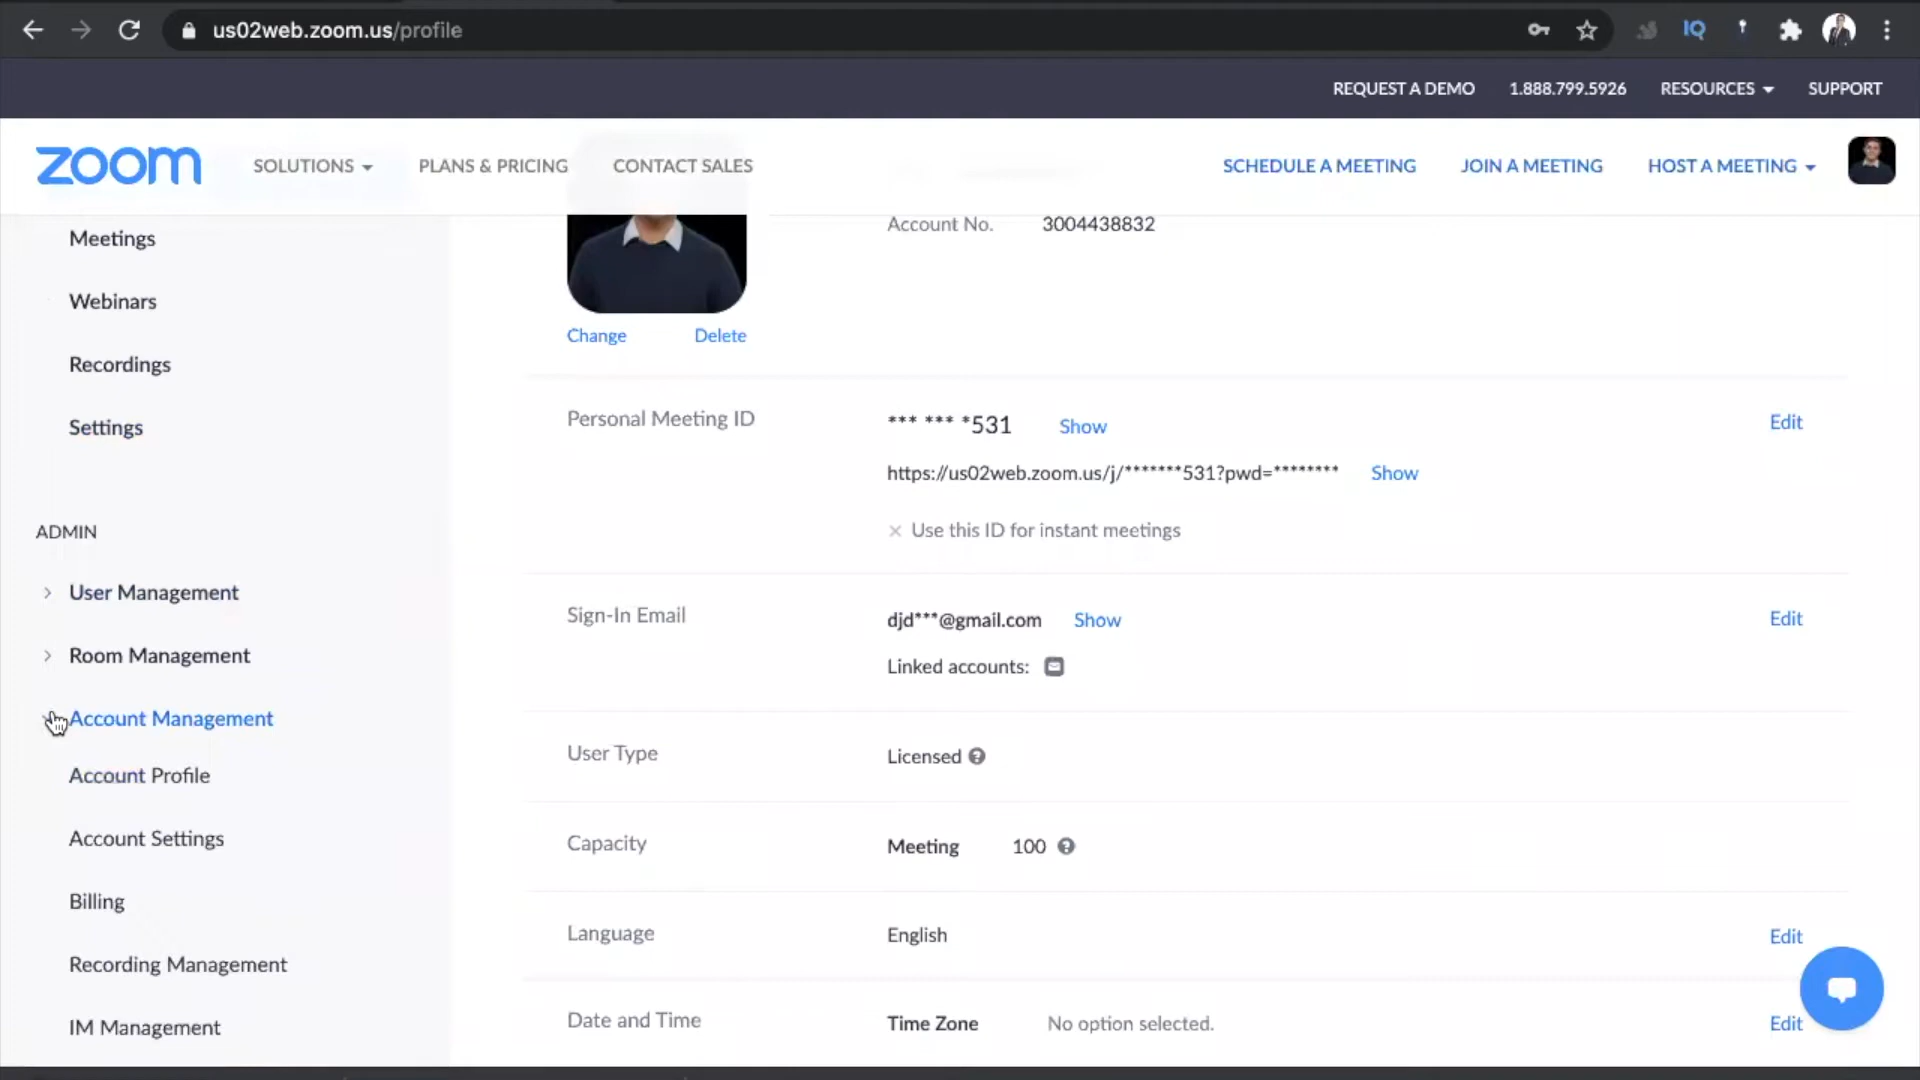 us02web.zoom.us/profile
IQ
REQUEST A DEMO
1.888.799.5926
RESOURCES
SUPPORT
zoom
SOLUTIONS
PLANS & PRICING
CONTACT SALES
SCHEDULE A MEETING
JOIN A MEETING
HOST A MEETING
Meetings
Webinars
Recordings
Settings
ADMIN
User Management
Room Management
Account Management
Account Profile
Account Settings
Billing
Recording Management
IM Management
Account No. 3004438832
Change Delete
Personal Meeting ID *** *** *531 Show Edit
https://us02web.zoom.us/j/*******531?pwd=******** Show
× Use this ID for instant meetings
Sign-In Email djd***@gmail.com Show Edit
Linked accounts:
User Type Licensed ?
Capacity Meeting 100 ?
Language English Edit
Date and Time Time Zone No option selected. Edit